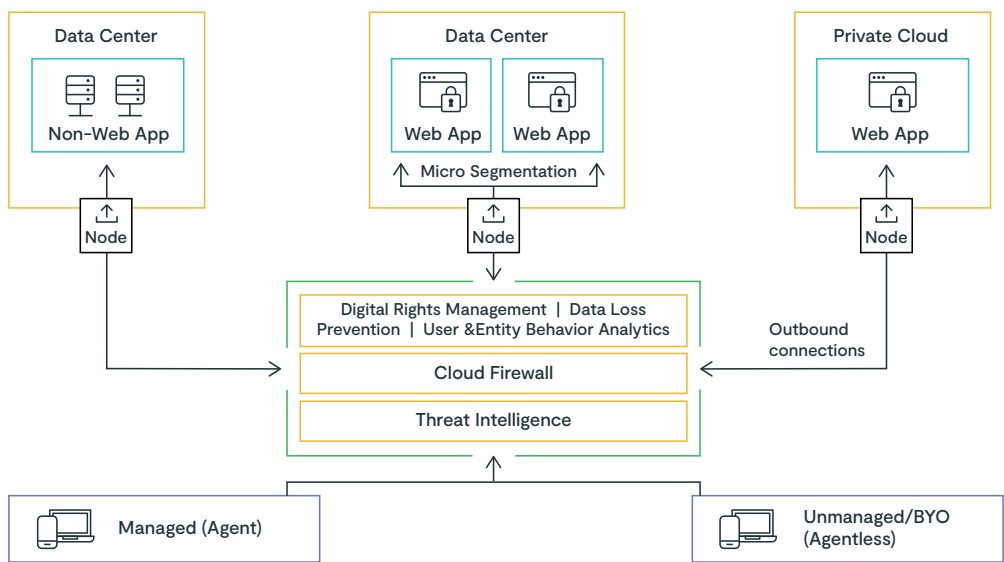 Data Center
Data Center
Private Cloud
Non-Web App
Web App
Web App
Web App
Micro Segmentation
Node
Node
Node
Digital Rights Management | Data Loss
Prevention | User &Entity Behavior Analytics
Outbound
connections
Cloud Firewall
Threat Intelligence
Managed (Agent)
Unmanaged/BYO
(Agentless)